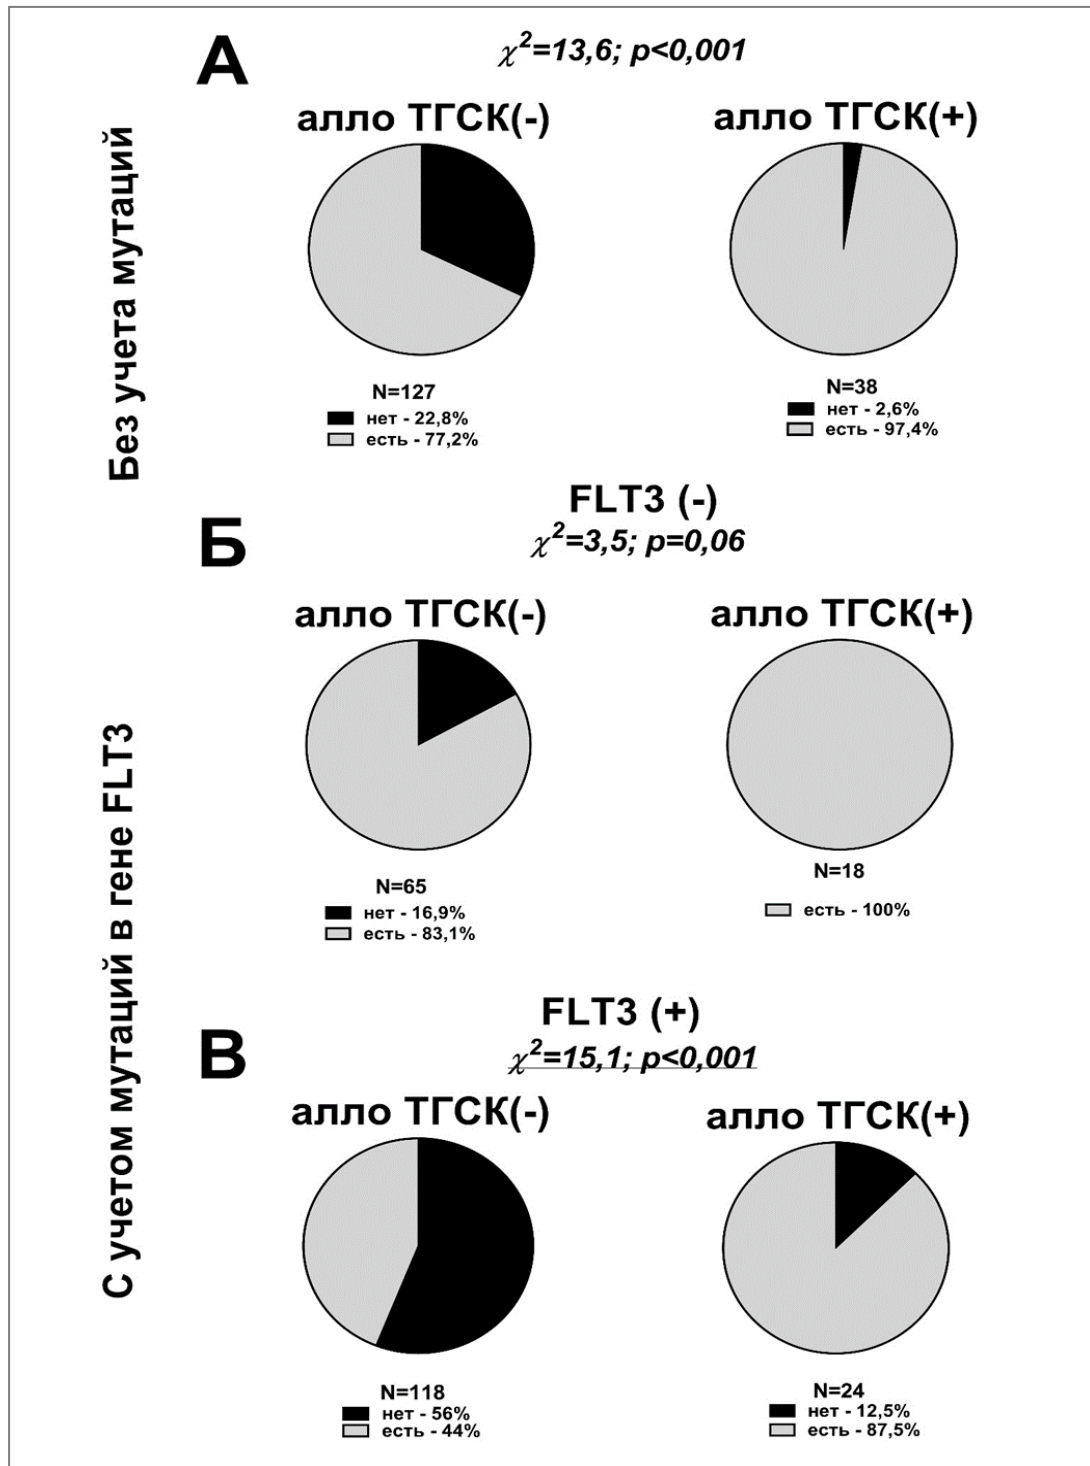 А
χ²=13,6; p<0,001
Без учета мутаций
алло ТГСК(-)
алло ТГСК(+)
N=127
нет - 22,8%
есть - 77,2%
N=38
нет - 2,6%
есть - 97,4%
С учетом мутаций в гене FLT3
Б
FLT3 (-)
χ²=3,5; p=0,06
алло ТГСК(-)
алло ТГСК(+)
N=65
нет - 16,9%
есть - 83,1%
N=18
есть - 100%
В
FLT3 (+)
χ²=15,1; p<0,001
алло ТГСК(-)
алло ТГСК(+)
N=118
нет - 56%
есть - 44%
N=24
нет - 12,5%
есть - 87,5%